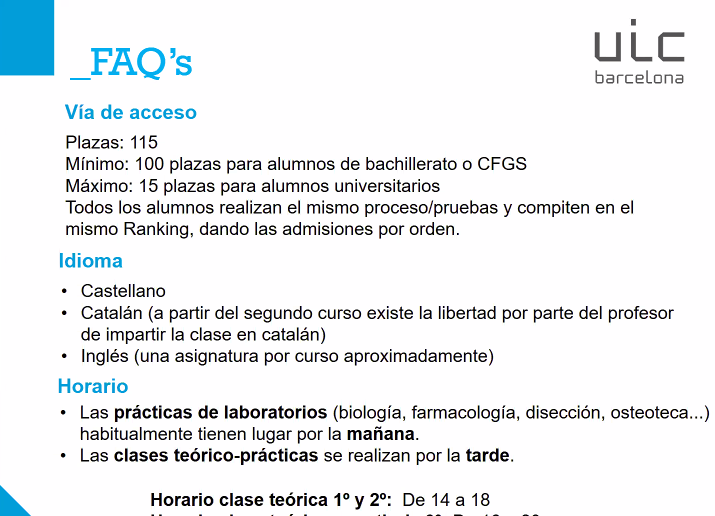 _FAQ's
uic
barcelona
Vía de acceso
Plazas: 115
Mínimo: 100 plazas para alumnos de bachillerato o CFGS
Máximo: 15 plazas para alumnos universitarios
Todos los alumnos realizan el mismo proceso/pruebas y compiten en el
mismo Ranking, dando las admisiones por orden.
Idioma
• Castellano
• Catalán (a partir del segundo curso existe la libertad por parte del profesor
de impartir la clase en catalán)
• Inglés (una asignatura por curso aproximadamente)
Horario
• Las prácticas de laboratorios (biología, farmacología, disección, osteoteca...)
habitualmente tienen lugar por la mañana.
• Las clases teórico-prácticas se realizan por la tarde.
Horario clase teórica 1º y 2º: De 14 a 18